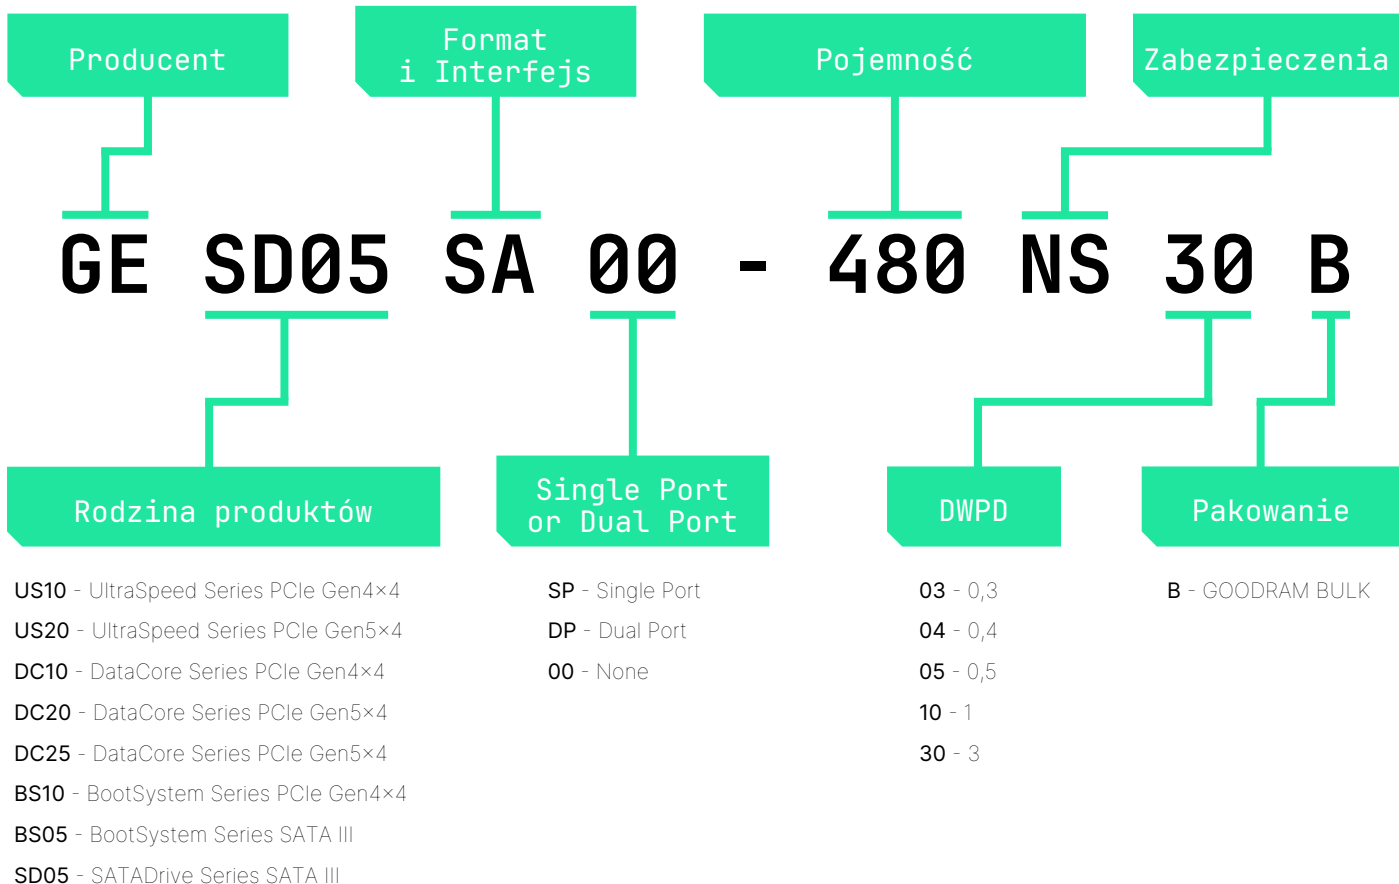 Producent
Format
i Interfejs
Pojemność
Zabezpieczenia
GE SD05 SA 00 - 480 NS 30 B
Rodzina produktów
Single Port
or Dual Port
DWPD
Pakowanie
US10 - UltraSpeed Series PCIe Gen4×4
US20 - UltraSpeed Series PCIe Gen5×4
DC10 - DataCore Series PCIe Gen4×4
DC20 - DataCore Series PCIe Gen5×4
DC25 - DataCore Series PCIe Gen5×4
BS10 - BootSystem Series PCIe Gen4×4
BS05 - BootSystem Series SATA III
SD05 - SATADrive Series SATA III
SP - Single Port
DP - Dual Port
00 - None
03 - 0,3
04 - 0,4
05 - 0,5
10 - 1
30 - 3
B - GOODRAM BULK